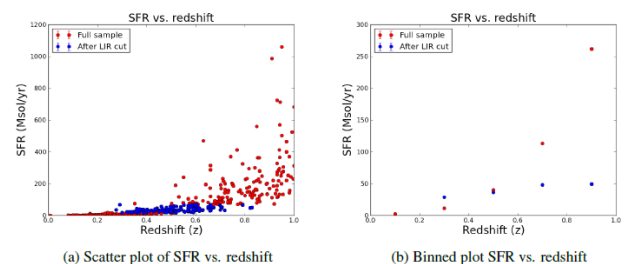 SFR vs. redshift
1200
1000
800
600
400
200
0
0.0 0.2 0.4 0.6 0.8 1.0
SFR (Msol/yr)
Redshift (z)
Full sample
After LIR cut
(a) Scatter plot of SFR vs. redshift
SFR vs. redshift
300
250
200
150
100
50
0
0.0 0.2 0.4 0.6 0.8 1.0
SFR (Msol/yr)
Redshift (z)
Full sample
After LIR cut
(b) Binned plot SFR vs. redshift